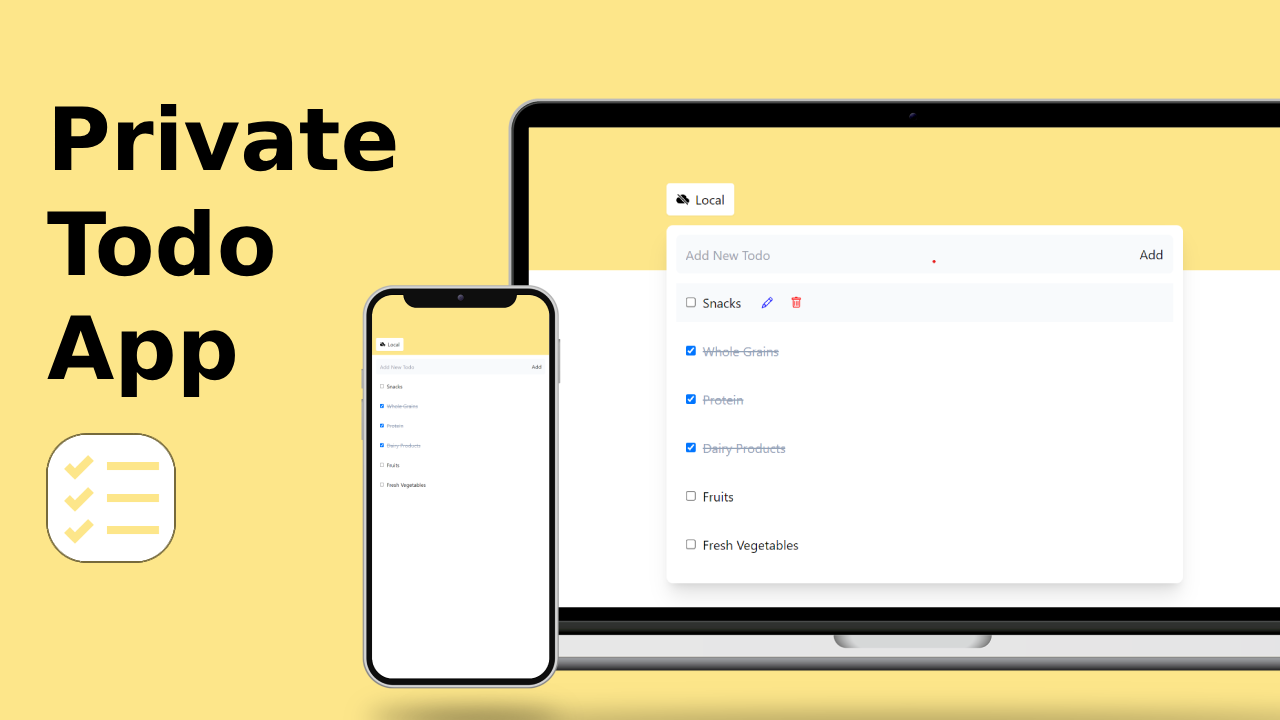 Private
Todo
App
Local
Add New Todo Add
Snacks
Whole Grains
Protein
Dairy Products
Fruits
Fresh Vegetables
Local
Add New Todo Add
Snacks
Whole Grains
Protein
Dairy Products
Fruits
Fresh Vegetables